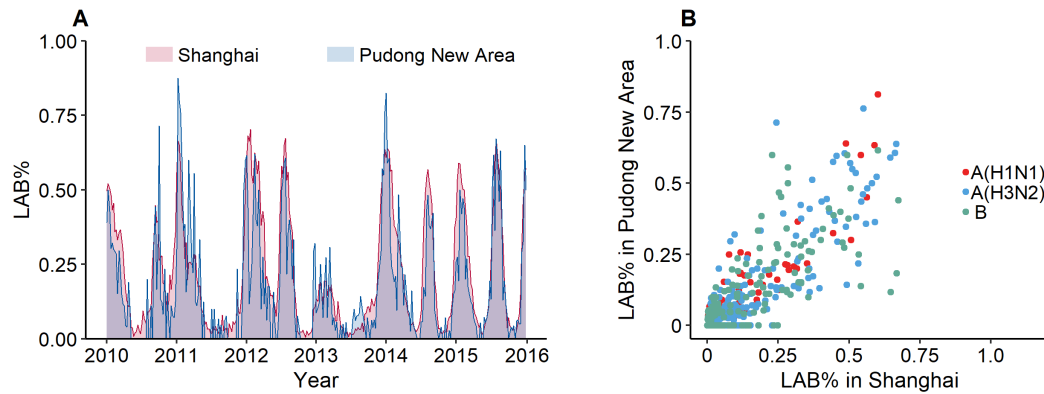 A
1.00
0.75
0.50
0.25
0.00
LAB%
Shanghai
Pudong New Area
2010 2011 2012 2013 2014 2015 2016
Year
B
1.00
0.75
0.5
0.25
0
LAB% in Pudong New Area
A(H1N1)
A(H3N2)
B
0 0.25 0.5 0.75 1.0
LAB% in Shanghai